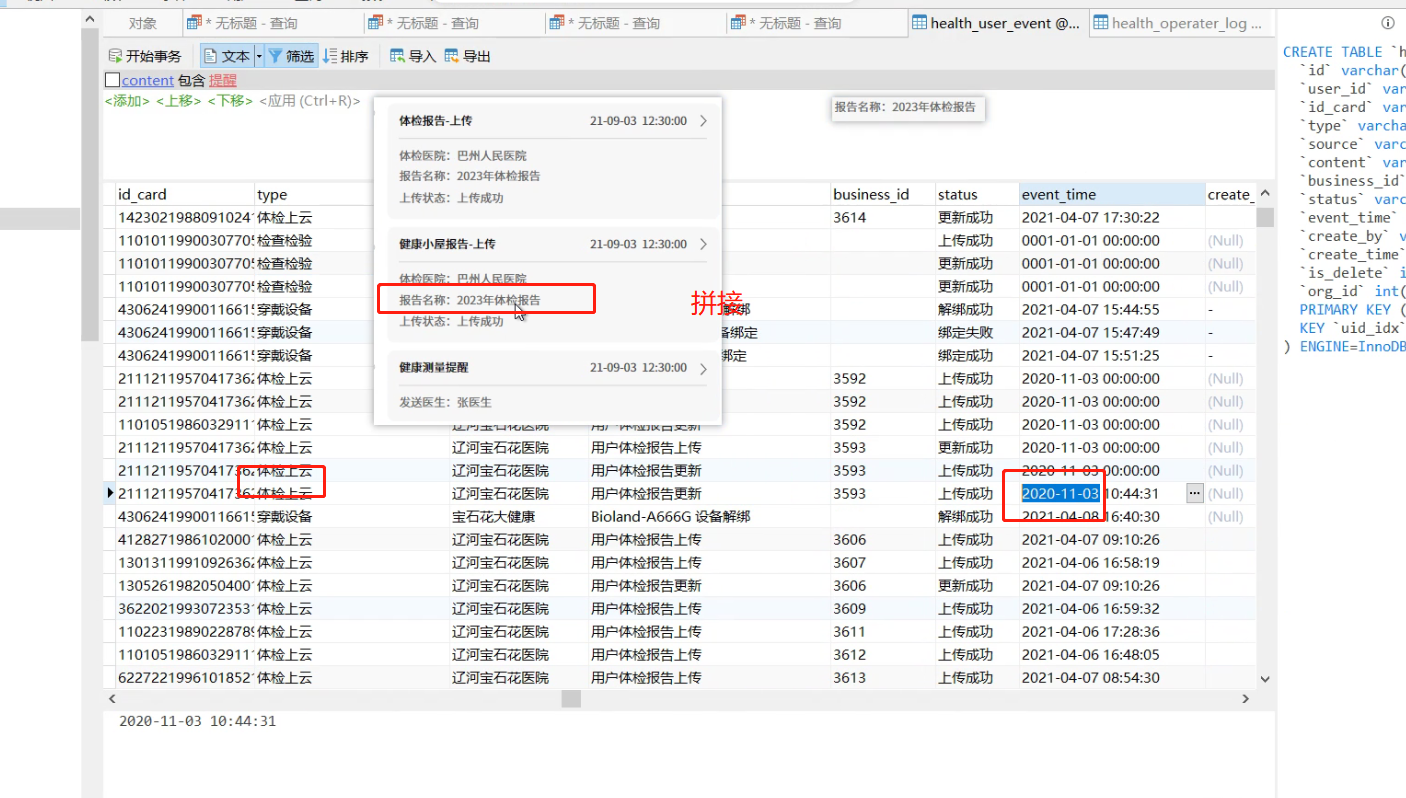 对象
* 无标题 - 查询
* 无标题 - 查询
* 无标题 - 查询
* 无标题 - 查询
health_user_event @...
health_operater_log ...
开始事务 文本 筛选 排序 导入 导出
content 包含 提醒
<添加> <上移> <下移> <应用 (Ctrl+R)>
体检报告-上传 21-09-03 12:30:00
体检医院：巴州人民医院
报告名称：2023年体检报告
上传状态：上传成功
健康小屋报告-上传 21-09-03 12:30:00
体检医院：巴州人民医院
报告名称：2023年体检报告
上传状态：上传成功
健康测量提醒 21-09-03 12:30:00
发送医生：张医生
报告名称：2023年体检报告
拼接
id_card type business_id status event_time create_
1423021988091024 体检上云 3614 更新成功 2021-04-07 17:30:22
1101011990030770 检查检验 上传成功 0001-01-01 00:00:00 (Null)
1101011990030770 检查检验 更新成功 0001-01-01 00:00:00 (Null)
1101011990030770 检查检验 更新成功 0001-01-01 00:00:00 (Null)
430624199001166 穿戴设备 解绑 解绑成功 2021-04-07 15:44:55 -
430624199001166 穿戴设备 备绑定 绑定失败 2021-04-07 15:47:49 -
430624199001166 穿戴设备 绑定 绑定成功 2021-04-07 15:51:25 -
211121195704173 体检上云 3592 上传成功 2020-11-03 00:00:00 (Null)
211121195704173 体检上云 3592 上传成功 2020-11-03 00:00:00 (Null)
110105198603291 体检上云 辽河宝石花医院 用户体检报告更新 3592 上传成功 2020-11-03 00:00:00 (Null)
211121195704173 体检上云 辽河宝石花医院 用户体检报告上传 3593 更新成功 2020-11-03 00:00:00 (Null)
211121195704173 体检上云 辽河宝石花医院 用户体检报告更新 3593 上传成功 2020-11-03 00:00:00 (Null)
211121195704173 体检上云 辽河宝石花医院 用户体检报告更新 3593 上传成功 2020-11-03 10:44:31 ... (Null)
430624199001166 穿戴设备 宝石花大健康 Bioland-A666G 设备解绑 解绑成功 2021-04-08 16:40:30 (Null)
412827198610200 体检上云 辽河宝石花医院 用户体检报告上传 3606 上传成功 2021-04-07 09:10:26
130131199109263 体检上云 辽河宝石花医院 用户体检报告上传 3607 上传成功 2021-04-06 16:58:19
130526198205040 体检上云 辽河宝石花医院 用户体检报告更新 3606 更新成功 2021-04-07 09:10:26
362202199307235 体检上云 辽河宝石花医院 用户体检报告上传 3609 上传成功 2021-04-06 16:59:32
110223198902287 体检上云 辽河宝石花医院 用户体检报告上传 3611 上传成功 2021-04-06 17:28:36
110105198603291 体检上云 辽河宝石花医院 用户体检报告上传 3612 上传成功 2021-04-06 16:48:05
622722199610185 体检上云 辽河宝石花医院 用户体检报告上传 3613 上传成功 2021-04-07 08:54:30
2020-11-03 10:44:31
CREATE TABLE `h
`id` varchar(
`user_id` var
`id_card` var
`type` varcha
`source` varc
`content` var
`business_id`
`status` varc
`event_time`
`create_by` v
`create_time`
`is_delete` i
`org_id` int(
PRIMARY KEY (
KEY `uid_idx`
) ENGINE=InnoDB